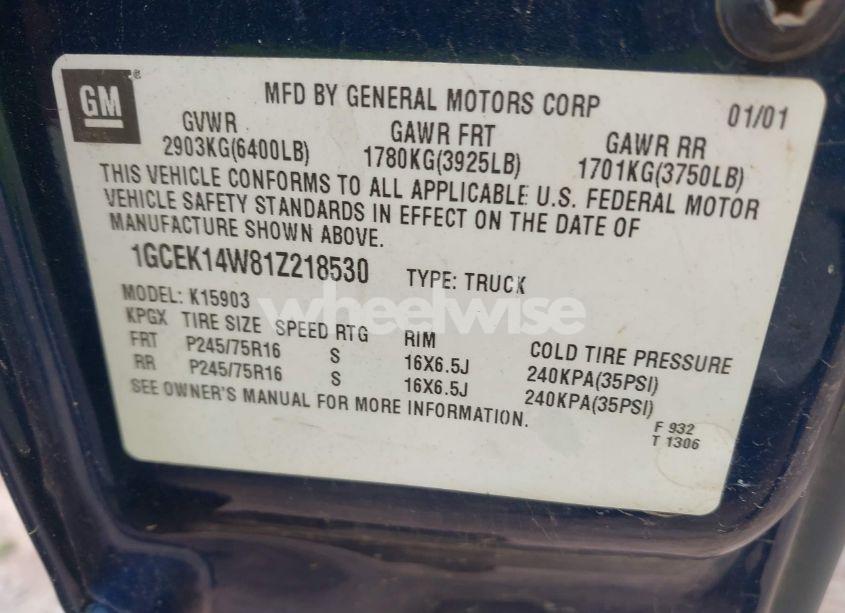 GM
®
MFD BY GENERAL MOTORS CORP 01/01
GVWR GAWR FRT GAWR RR
2903KG(6400LB) 1780KG(3925LB) 1701KG(3750LB)
THIS VEHICLE CONFORMS TO ALL APPLICABLE U.S. FEDERAL MOTOR
VEHICLE SAFETY STANDARDS IN EFFECT ON THE DATE OF
MANUFACTURE SHOWN ABOVE.
1GCEK14W81Z218530 TYPE: TRUCK
MODEL: K15903
wheelwise
KPGX TIRE SIZE SPEED RTG RIM COLD TIRE PRESSURE
FRT P245/75R16 S 16X6.5J 240KPA(35PSI)
RR P245/75R16 S 16X6.5J 240KPA(35PSI)
SEE OWNER'S MANUAL FOR MORE INFORMATION.
F 932
T 1306